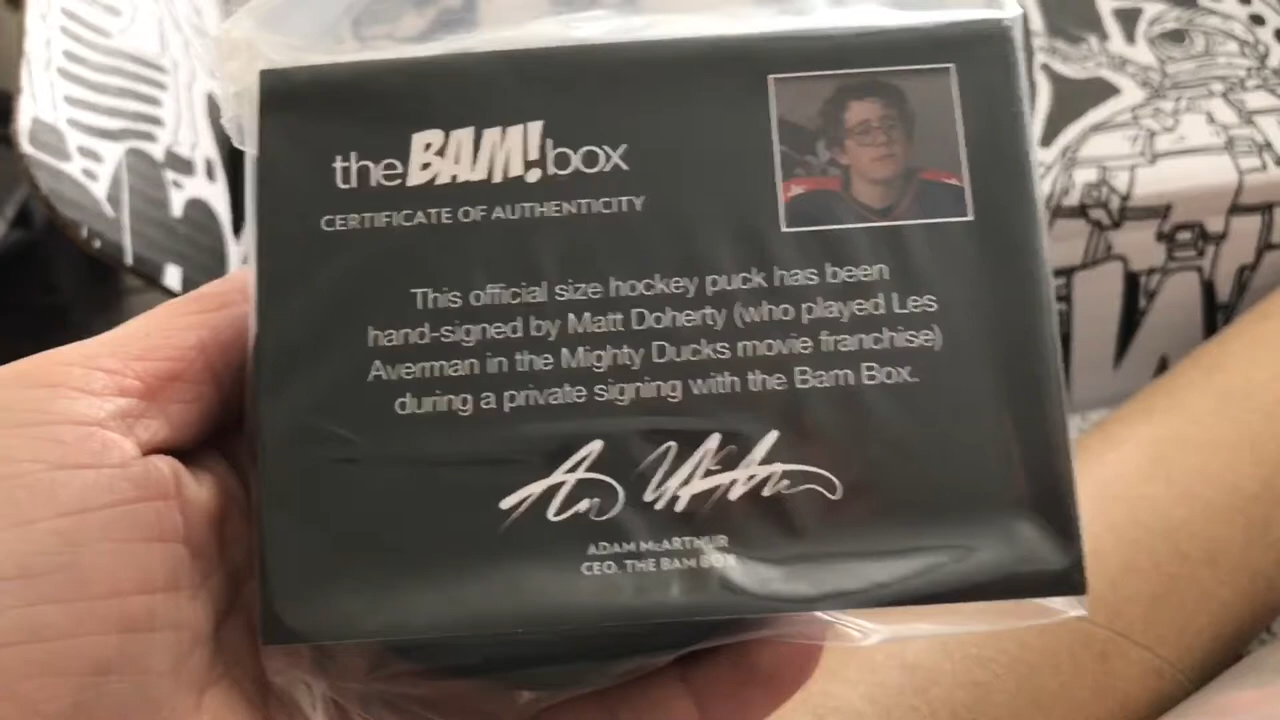 the BAM! box
CERTIFICATE OF AUTHENTICITY
This official size hockey puck has been
hand-signed by Matt Doherty (who played Les
Averman in the Mighty Ducks movie franchise)
during a private signing with the Bam Box.
ADAM McARTHUR
CEO, THE BAM BOX